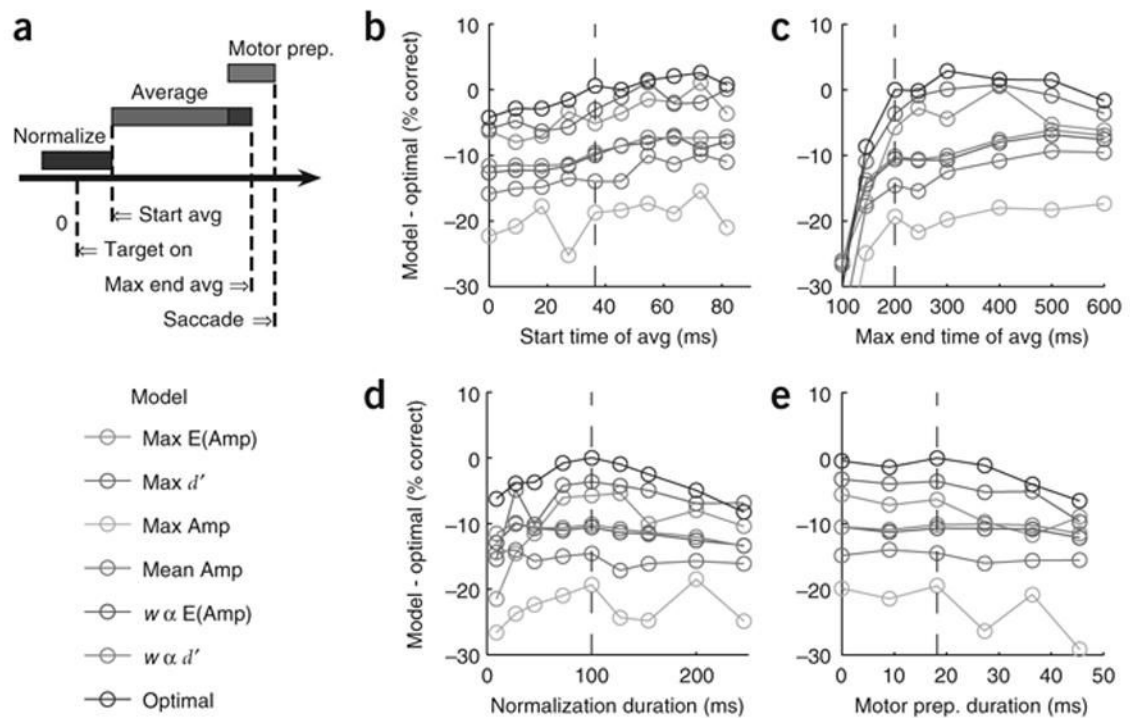 a
Motor prep.
Average
Normalize
0
⇐ Start avg
⇐ Target on
Max end avg ⇒
Saccade ⇒
b
Model - optimal (% correct)
10
0
–10
–20
–30
0 20 40 60 80
Start time of avg (ms)
c
10
0
–10
–20
–30
100 200 300 400 500 600
Max end time of avg (ms)
Model
Max E(Amp)
Max d′
Max Amp
Mean Amp
w α E(Amp)
w α d′
Optimal
d
Model - optimal (% correct)
10
0
–10
–20
–30
0 100 200
Normalization duration (ms)
e
10
0
–10
–20
–30
0 10 20 30 40 50
Motor prep. duration (ms)